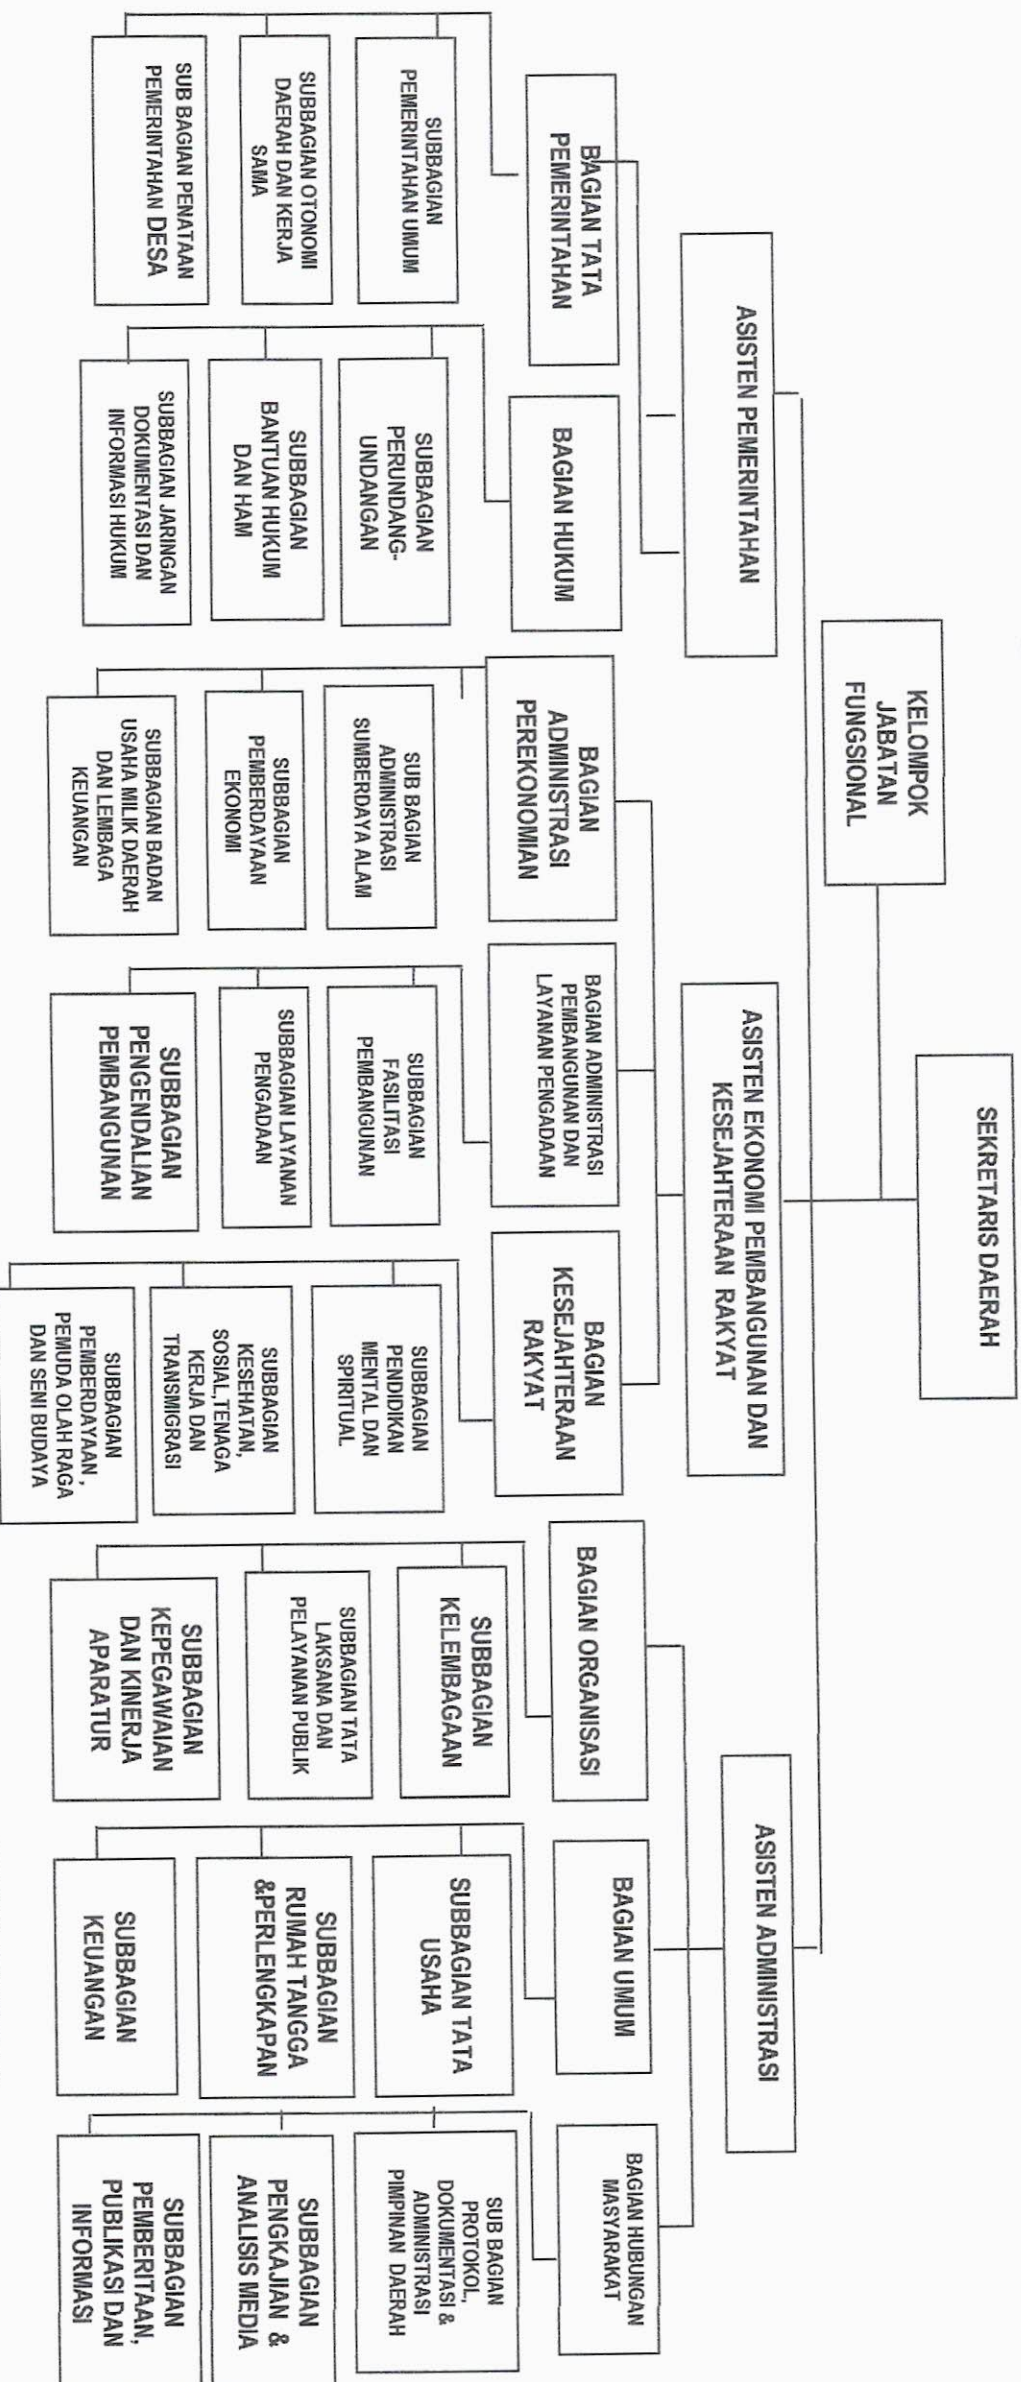 SEKRETARIS DAERAH
KELOMPOK
JABATAN
FUNGSIONAL
ASISTEN PEMERINTAHAN
ASISTEN EKONOMI PEMBANGUNAN DAN
KESEJAHTERAAN RAKYAT
ASISTEN ADMINISTRASI
BAGIAN TATA
PEMERINTAHAN
BAGIAN HUKUM
BAGIAN
ADMINISTRASI
PEREKONOMIAN
BAGIAN ADMINISTRASI
PEMBANGUNAN DAN
LAYANAN PENGADAAN
BAGIAN
KESEJAHTERAAN
RAKYAT
BAGIAN ORGANISASI
BAGIAN UMUM
BAGIAN HUBUNGAN
MASYARAKAT
SUBBAGIAN
PEMERINTAHAN UMUM
SUBBAGIAN OTONOMI
DAERAH DAN KERJA
SAMA
SUB BAGIAN PENATAAN
PEMERINTAHAN DESA
SUBBAGIAN
PERUNDANG-
UNDANGAN
SUBBAGIAN
BANTUAN HUKUM
DAN HAM
SUBBAGIAN JARINGAN
DOKUMENTASI DAN
INFORMASI HUKUM
SUB BAGIAN
ADMINISTRASI
SUMBERDAYA ALAM
SUBBAGIAN
PEMBERDAYAAN
EKONOMI
SUBBAGIAN BADAN
USAHA MILIK DAERAH
DAN LEMBAGA
KEUANGAN
SUBBAGIAN
FASILITASI
PEMBANGUNAN
SUBBAGIAN LAYANAN
PENGADAAN
SUBBAGIAN
PENGENDALIAN
PEMBANGUNAN
SUBBAGIAN
PENDIDIKAN
MENTAL DAN
SPIRITUAL
SUBBAGIAN
KESEHATAN,
SOSIAL, TENAGA
KERJA DAN
TRANSMIGRASI
SUBBAGIAN
PEMBERDAYAAN ,
PEMUDA OLAH RAGA
DAN SENI BUDAYA
SUBBAGIAN
KELEMBAGAAN
SUBBAGIAN TATA
LAKSANA DAN
PELAYANAN PUBLIK
SUBBAGIAN
KEPEGAWAIAN
DAN KINERJA
APARATUR
SUBBAGIAN TATA
USAHA
SUBBAGIAN
RUMAH TANGGA
&PERLENGKAPAN
SUBBAGIAN
KEUANGAN
SUB BAGIAN
PROTOKOL,
DOKUMENTASI &
ADMINISTRASI
PIMPINAN DAERAH
SUBBAGIAN
PENGKAJIAN &
ANALISIS MEDIA
SUBBAGIAN
PEMBERITAAN,
PUBLIKASI DAN
INFORMASI